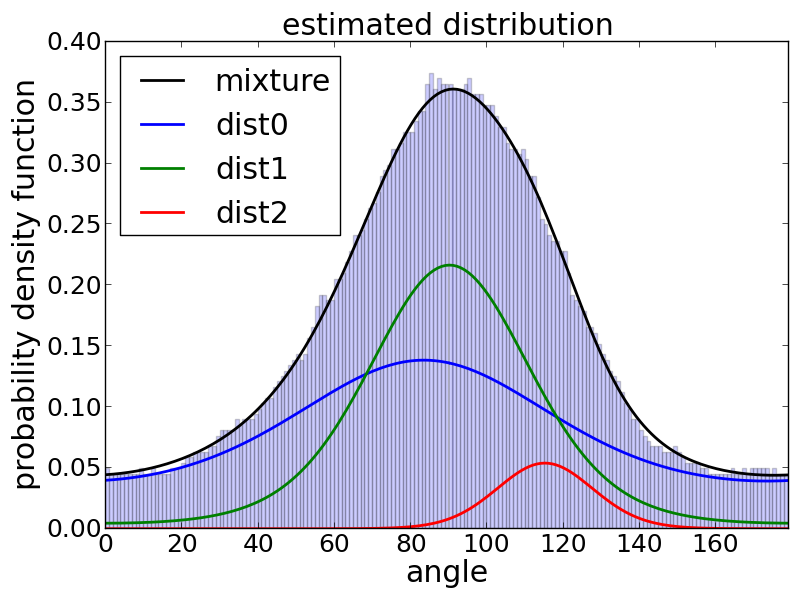 estimated distribution
0.40
0.35
0.30
0.25
0.20
0.15
0.10
0.05
0.00
probability density function
mixture
dist0
dist1
dist2
0 20 40 60 80 100 120 140 160
angle